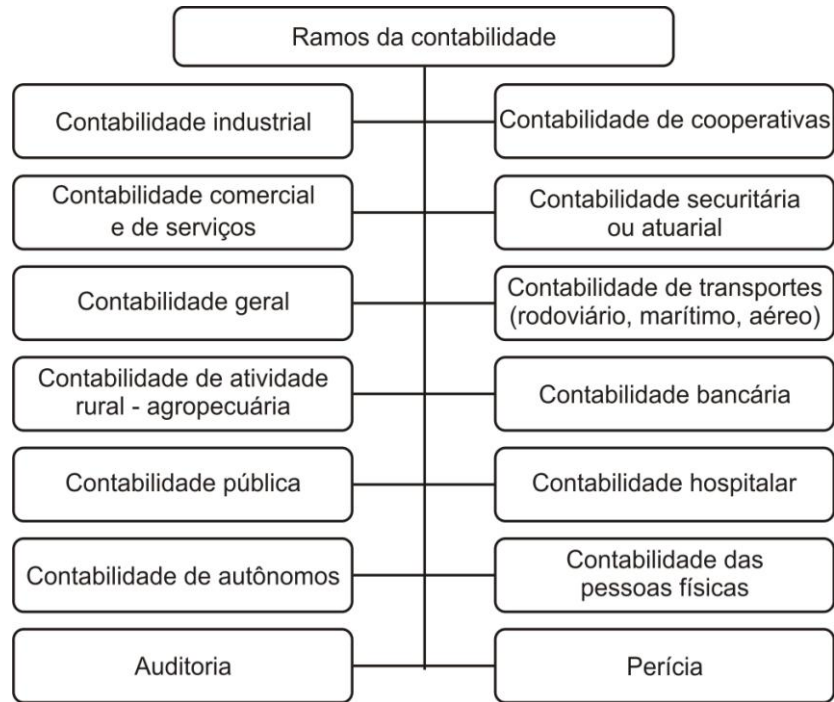 Ramos da contabilidade
Contabilidade industrial
Contabilidade de cooperativas
Contabilidade comercial
e de serviços
Contabilidade securitária
ou atuarial
Contabilidade geral
Contabilidade de transportes
(rodoviário, marítimo, aéreo)
Contabilidade de atividade
rural - agropecuária
Contabilidade bancária
Contabilidade pública
Contabilidade hospitalar
Contabilidade de autônomos
Contabilidade das
pessoas físicas
Auditoria
Perícia